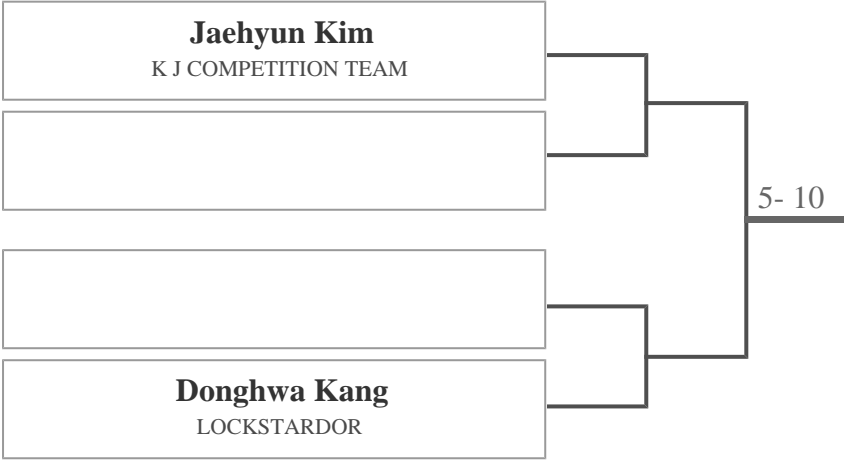 Jaehyun Kim
K J COMPETITION TEAM
5- 10
Donghwa Kang
LOCKSTARDOR